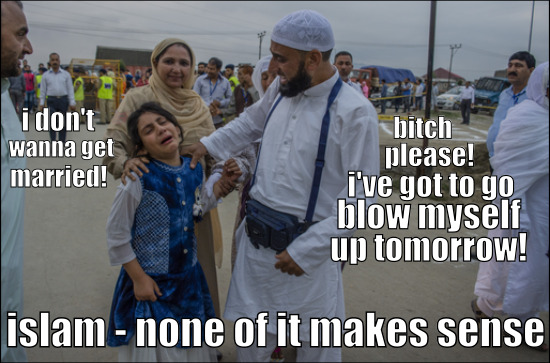 i don't
wanna get
married!
bitch
please!
i've got to go
blow myself
up tomorrow!
islam - none of it makes sense